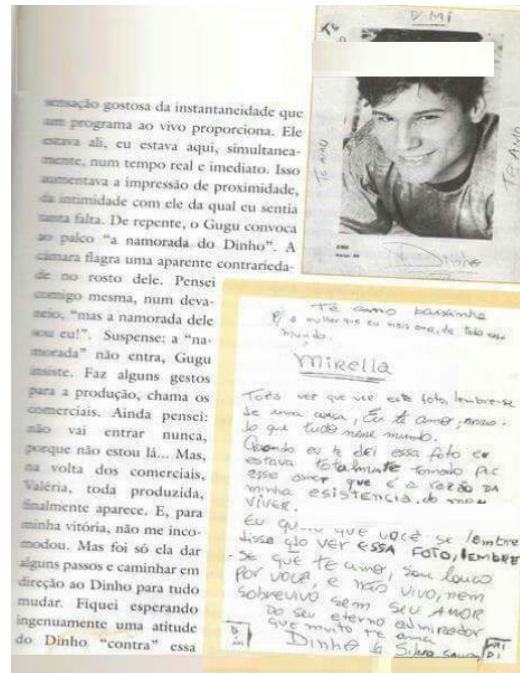 sensação gostosa da instantaneidade que
um programa ao vivo proporciona. Ele
estava ali, eu estava aqui, simultanea-
mente, num tempo real e imediato. Isso
aumentava a impressão de proximidade,
da intimidade com ele da qual eu sentia
tanta falta. De repente, o Gugu convoca
ao palco “a namorada do Dinho”. A
câmara flagra uma aparente contrarieda-
de no rosto dele. Pensei
comigo mesma, num deva-
neio, “mas a namorada dele
sou eu!”. Suspense: a “na-
morada” não entra, Gugu
insiste. Faz alguns gestos
para a produção, chama os
comerciais. Ainda pensei:
não vai entrar nunca,
porque não estou lá... Mas,
na volta dos comerciais,
Valéria, toda produzida,
finalmente aparece. E, para
minha vitória, não me inco-
modou. Mas foi só ela dar
alguns passos e caminhar em
direção ao Dinho para tudo
mudar. Fiquei esperando
ingenuamente uma atitude
do Dinho “contra” essa
MI
TE
TE AMO
TE AMO
Dinho
Te amo baixinha
a mulher que eu mais amo, de todo esse
mundo.
Mirella
Toda vez que ver esta foto lembre-se
de uma coisa, Eu te amo, mais
do que tudo nesse mundo.
Quando eu te dei essa foto eu
estava totalmente tomado por
esse amor que é a razão DA
minha esistência, do meu
VIVER.
EU que VOCÊ se lembre
disso ao VER ESSA FOTO, LEMBRE
-SE QUE TE amo, Sou louco
POR VOCÊ, e não VIVO, nem
sobrevivo sem seu AMOR
DO seu eterno admirador
que muito te ama
Dinho